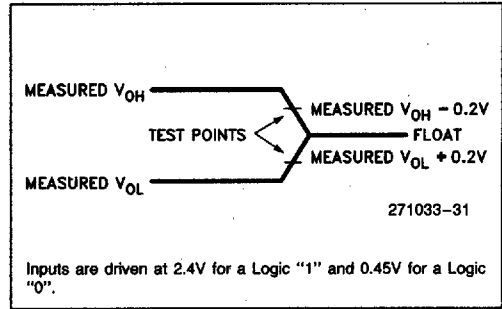 MEASURED VOH
MEASURED VOH – 0.2V
TEST POINTS
FLOAT
MEASURED VOL + 0.2V
MEASURED VOL
271033–31
Inputs are driven at 2.4V for a Logic “1” and 0.45V for a Logic
“0”.